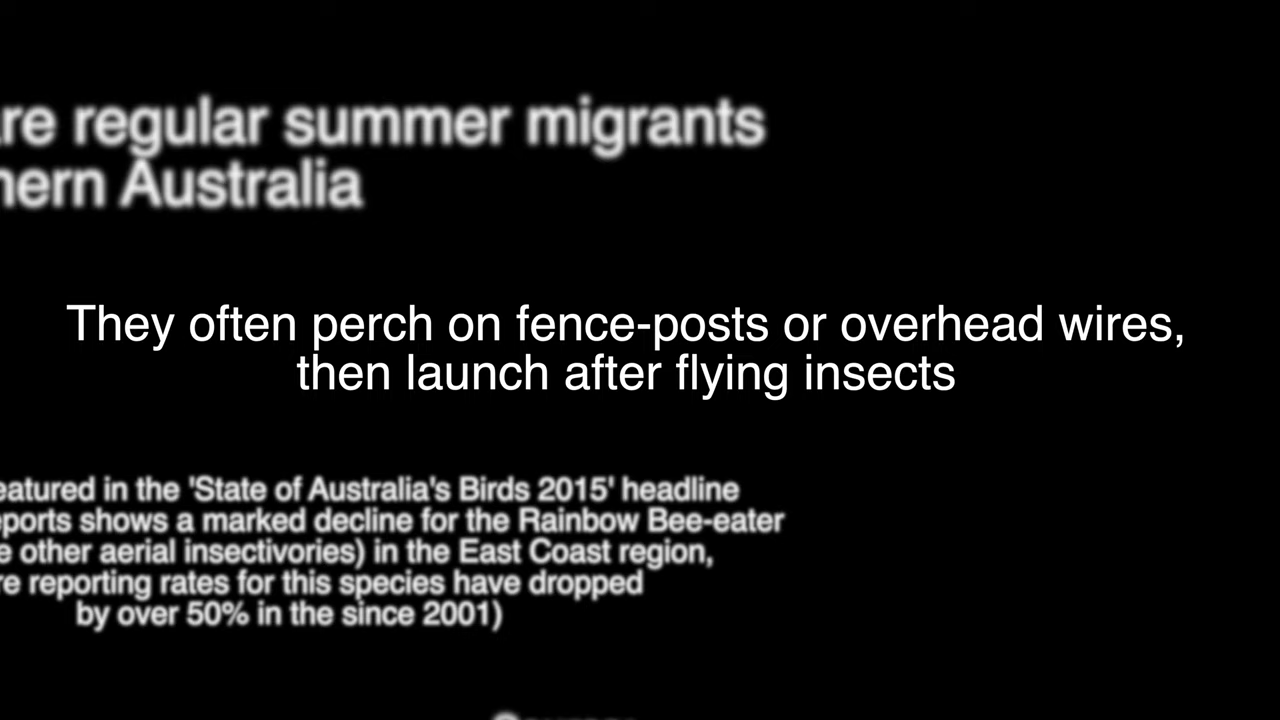 re regular summer migrants
hern Australia
They often perch on fence-posts or overhead wires,
then launch after flying insects
eatured in the 'State of Australia's Birds 2015' headline
eports shows a marked decline for the Rainbow Bee-eater
e other aerial insectivories) in the East Coast region,
re reporting rates for this species have dropped
by over 50% in the since 2001)